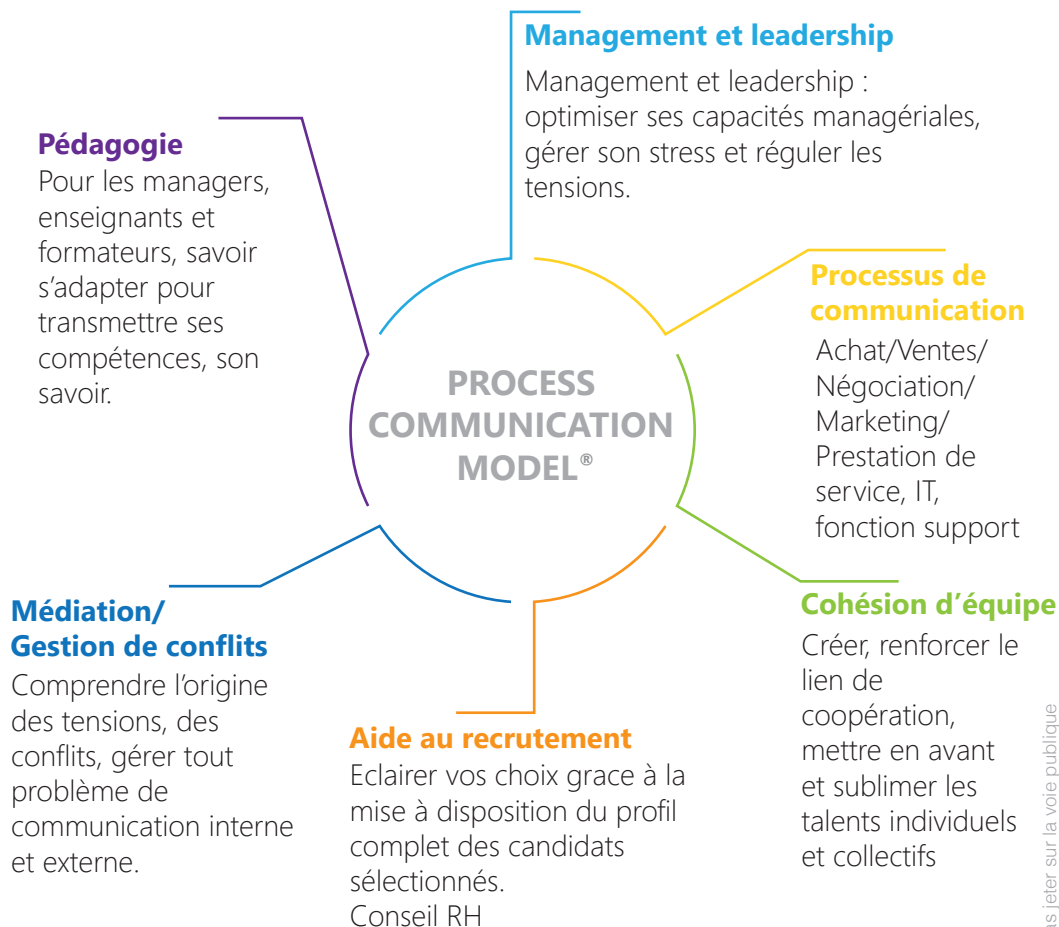 Management et leadership
Management et leadership :
optimiser ses capacités managériales,
gérer son stress et réguler les
tensions.
Pédagogie
Pour les managers,
enseignants et
formateurs, savoir
s’adapter pour
transmettre ses
compétences, son
savoir.
Processus de
communication
Achat/Ventes/
Négociation/
Marketing/
Prestation de
service, IT,
fonction support
PROCESS
COMMUNICATION
MODEL®
Médiation/
Gestion de conflits
Comprendre l’origine
des tensions, des
conflits, gérer tout
problème de
communication interne
et externe.
Aide au recrutement
Eclairer vos choix grace à la
mise à disposition du profil
complet des candidats
sélectionnés.
Conseil RH
Cohésion d’équipe
Créer, renforcer le
lien de
coopération,
mettre en avant
et sublimer les
talents individuels
et collectifs
jeter sur la voie publique